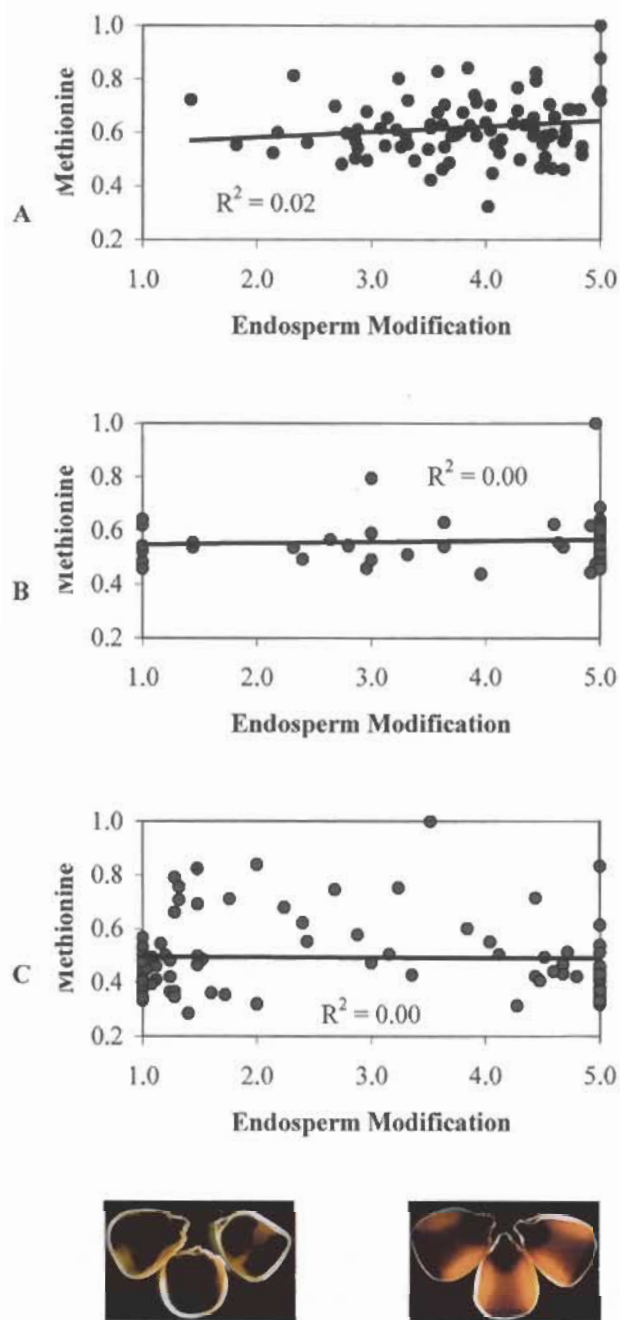 1.0
0.8
0.6
0.4
0.2
Methionine
A
R² = 0.02
1.0 2.0 3.0 4.0 5.0
Endosperm Modification
1.0
0.8
0.6
0.4
0.2
Methionine
B
R² = 0.00
1.0 2.0 3.0 4.0 5.0
Endosperm Modification
1.0
0.8
0.6
0.4
0.2
Methionine
C
R² = 0.00
1.0 2.0 3.0 4.0 5.0
Endosperm Modification